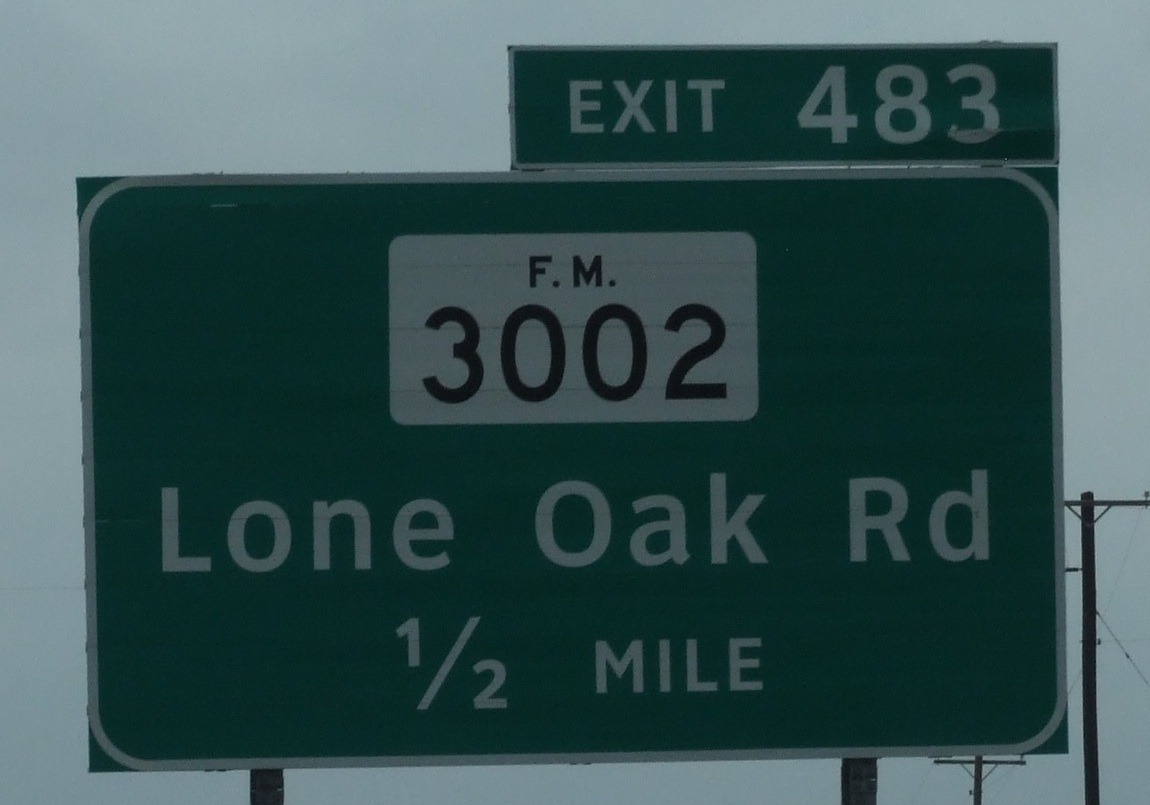 EXIT 483
F.M.
3002
Lone Oak Rd
½ MILE